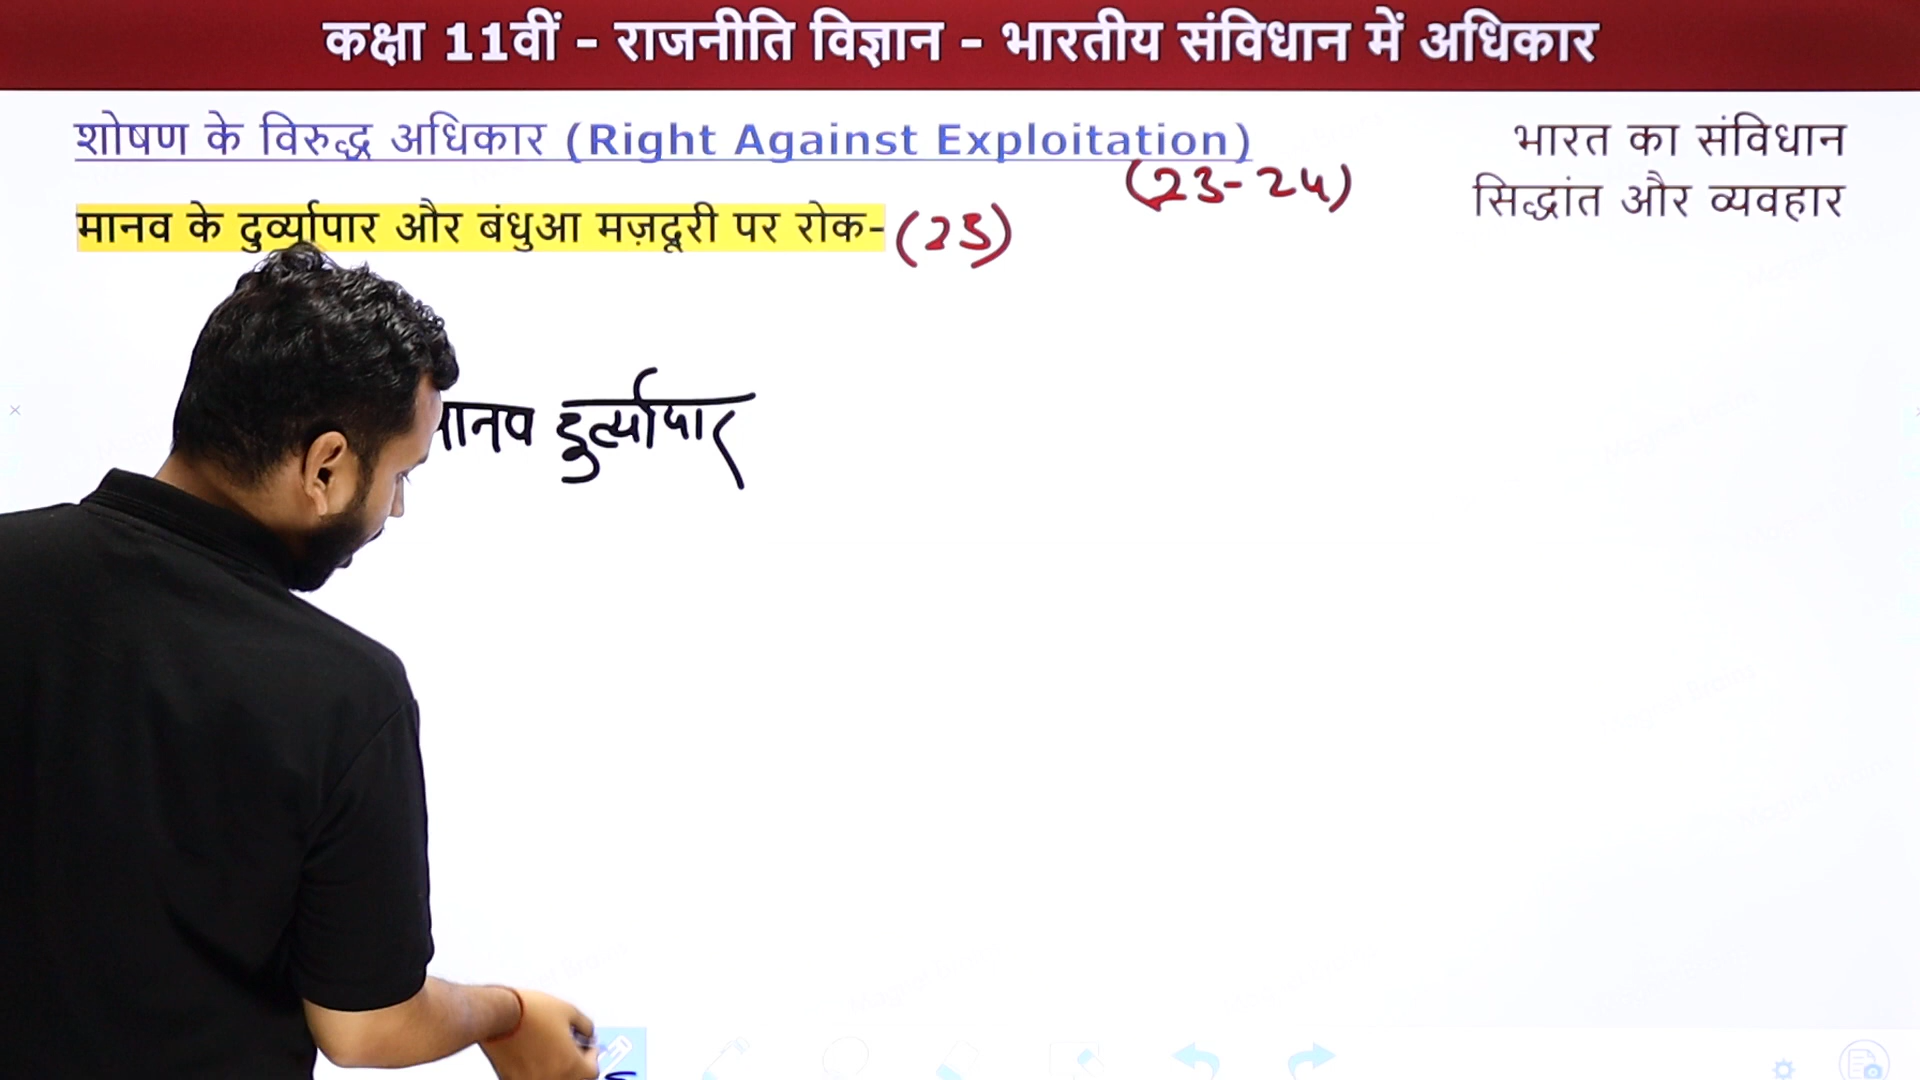 कक्षा 11वीं - राजनीति विज्ञान - भारतीय संविधान में अधिकार
शोषण के विरुद्ध अधिकार (Right Against Exploitation)
(23-24)
भारत का संविधान
सिद्धांत और व्यवहार
मानव के दुर्व्यापार और बंधुआ मज़दूरी पर रोक- (23)
मानव दुर्व्यापार